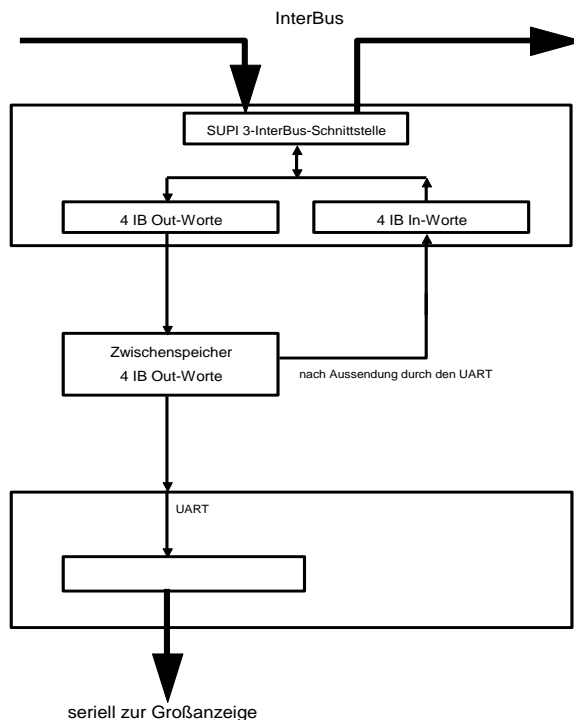 InterBus
SUPI 3-InterBus-Schnittstelle
4 IB Out-Worte
4 IB In-Worte
Zwischenspeicher
4 IB Out-Worte
nach Aussendung durch den UART
UART
seriell zur Großanzeige